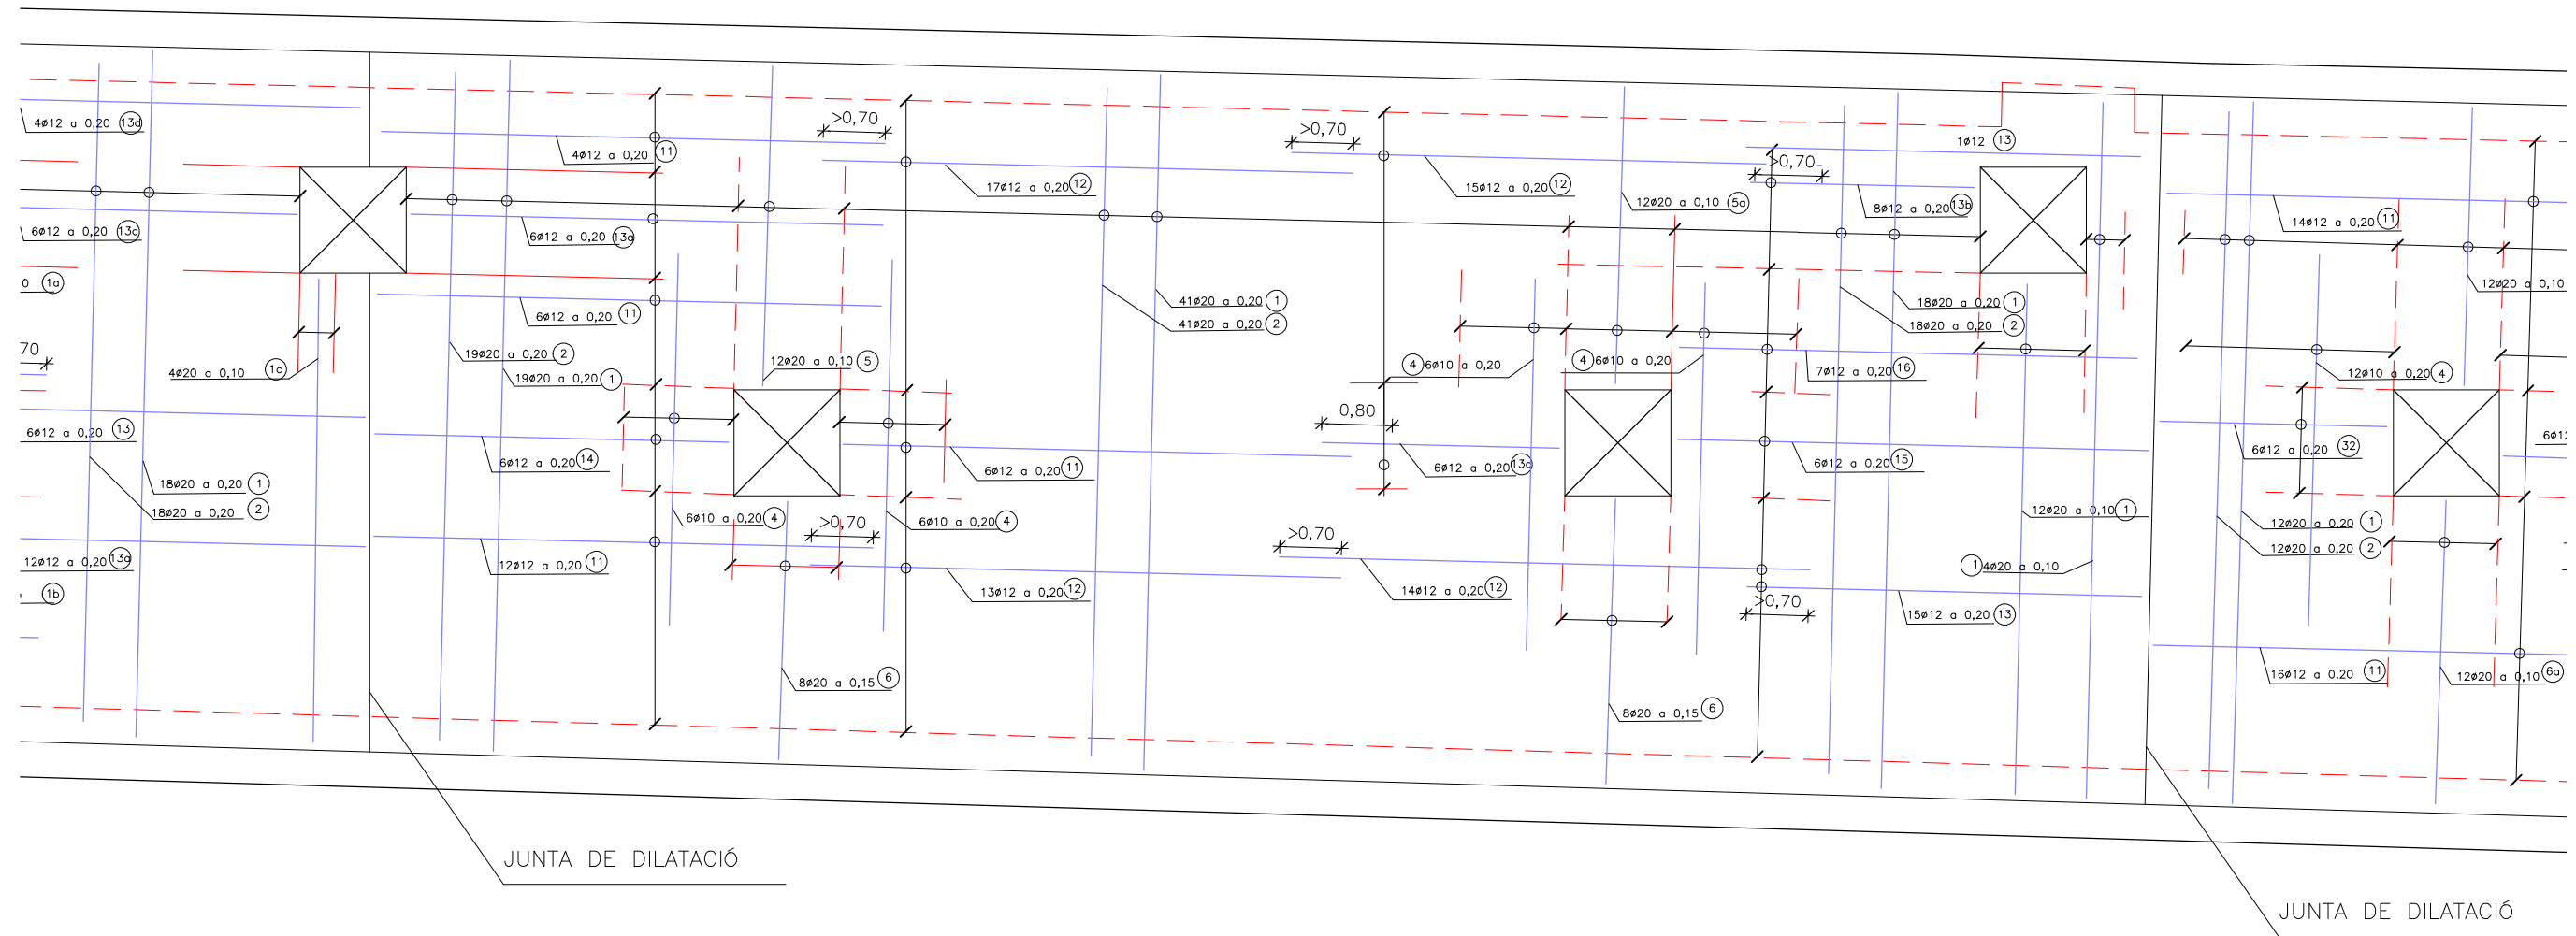 4ø12 a 0,20 13d
4ø12 a 0,20 11
>0,70
>0,70
1ø12 13
>0,70
17ø12 a 0,20 12
15ø12 a 0,20 12
12ø20 a 0,10 5a
8ø12 a 0,20 13b
14ø12 a 0,20 11
6ø12 a 0,20 13c
6ø12 a 0,20 13a
0 1a
12ø20 a 0,10
41ø20 a 0,20 1
41ø20 a 0,20 2
18ø20 a 0,20 1
18ø20 a 0,20 2
6ø12 a 0,20 11
70
19ø20 a 0,20 2
19ø20 a 0,20 1
4ø20 a 0,10 1c
12ø20 a 0,10 5
4 6ø10 a 0,20
4 6ø10 a 0,20
7ø12 a 0,20 16
12ø10 a 0,20 4
0,80
6ø12 a 0,20 13
6ø12 a 0,20 14
6ø12 a 0,20 11
6ø12 a 0,20 13c
6ø12 a 0,20 15
6ø12 a 0,20 32
6ø12
18ø20 a 0,20 1
18ø20 a 0,20 2
6ø10 a 0,20 4
>0,70
6ø10 a 0,20 4
>0,70
12ø20 a 0,10 1
12ø20 a 0,20 1
12ø20 a 0,20 2
12ø12 a 0,20 13a
12ø12 a 0,20 11
1 4ø20 a 0,10
1b
13ø12 a 0,20 12
14ø12 a 0,20 12
>0,70
15ø12 a 0,20 13
8ø20 a 0,15 6
8ø20 a 0,15 6
16ø12 a 0,20 11
12ø20 a 0,10 6a
JUNTA DE DILATACIÓ
JUNTA DE DILATACIÓ